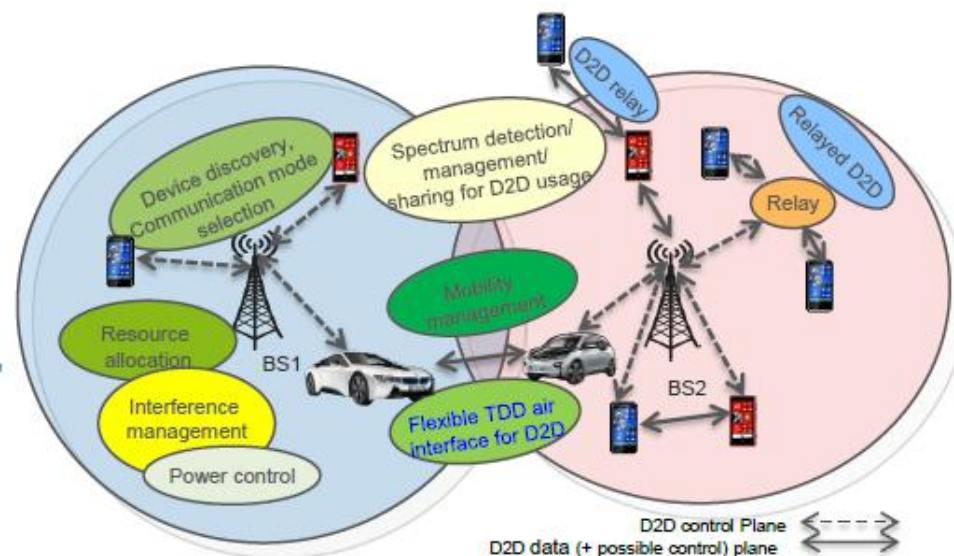 D2D relay
Device discovery,
Communication mode
selection
Spectrum detection/
management/
sharing for D2D usage
Relayed D2D
Relay
Mobility
management
Resource
allocation
BS1
BS2
Interference
management
Flexible TDD air
interface for D2D
Power control
D2D control Plane
D2D data (+ possible control) plane